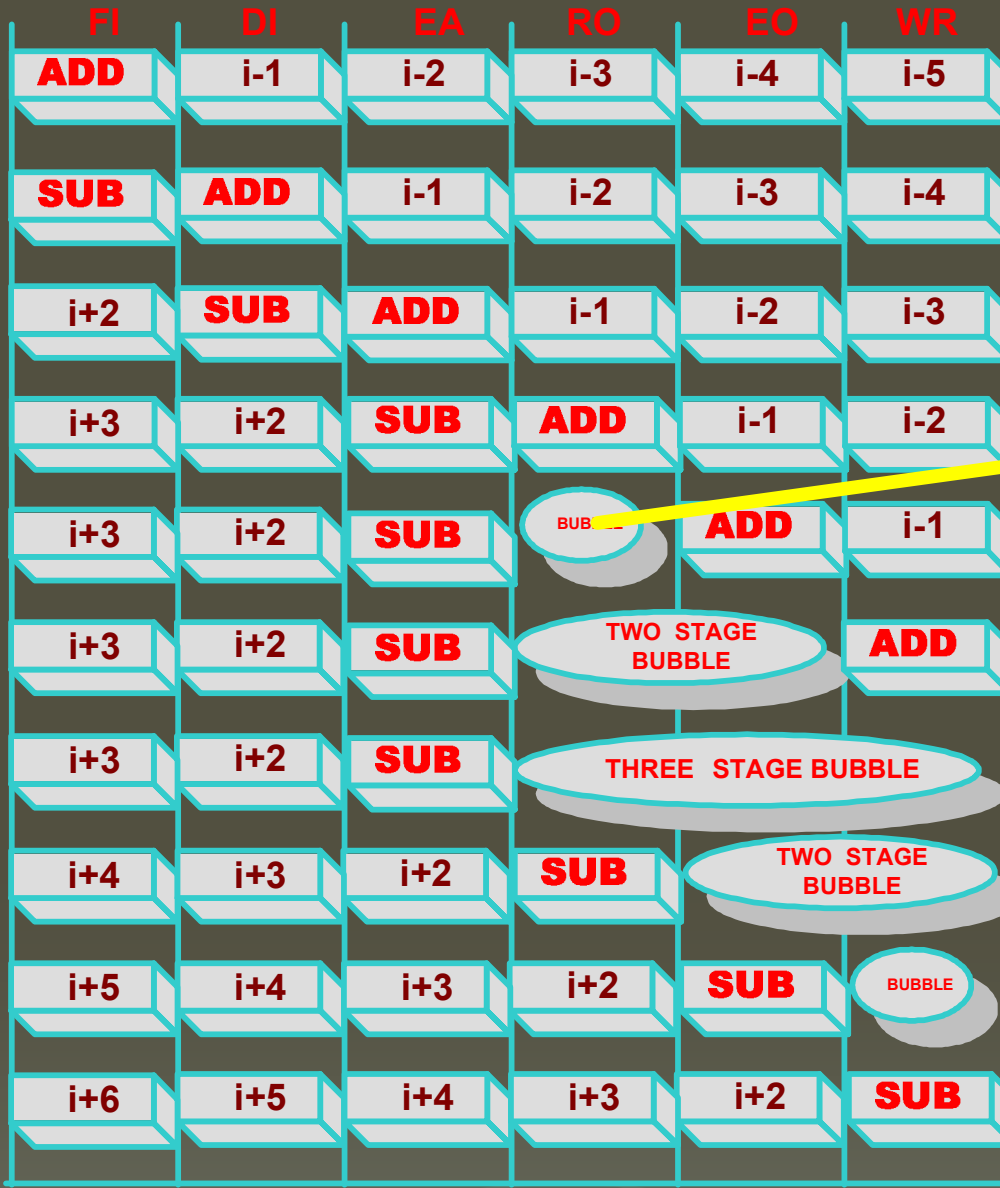 FI DI EA RO EO WR
ADD i-1 i-2 i-3 i-4 i-5
SUB ADD i-1 i-2 i-3 i-4
i+2 SUB ADD i-1 i-2 i-3
i+3 i+2 SUB ADD i-1 i-2
i+3 i+2 SUB BUBBLE ADD i-1
i+3 i+2 SUB TWO STAGE
BUBBLE ADD
i+3 i+2 SUB THREE STAGE BUBBLE
i+4 i+3 i+2 SUB TWO STAGE
BUBBLE
i+5 i+4 i+3 i+2 SUB BUBBLE
i+6 i+5 i+4 i+3 i+2 SUB